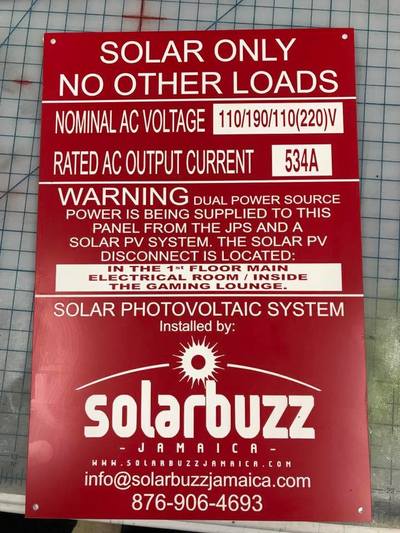 SOLAR ONLY
NO OTHER LOADS
NOMINAL AC VOLTAGE 110/190/110(220)V
RATED AC OUTPUT CURRENT 534A
WARNING DUAL POWER SOURCE
POWER IS BEING SUPPLIED TO THIS
PANEL FROM THE JPS AND A
SOLAR PV SYSTEM. THE SOLAR PV
DISCONNECT IS LOCATED:
IN THE 1ST FLOOR MAIN
ELECTRICAL ROOM / INSIDE
THE GAMING LOUNGE.
SOLAR PHOTOVOLTAIC SYSTEM
Installed by:
solarbuzz
- JAMAICA -
WWW.SOLARBUZZJAMAICA.COM
info@solarbuzzjamaica.com
876-906-4693